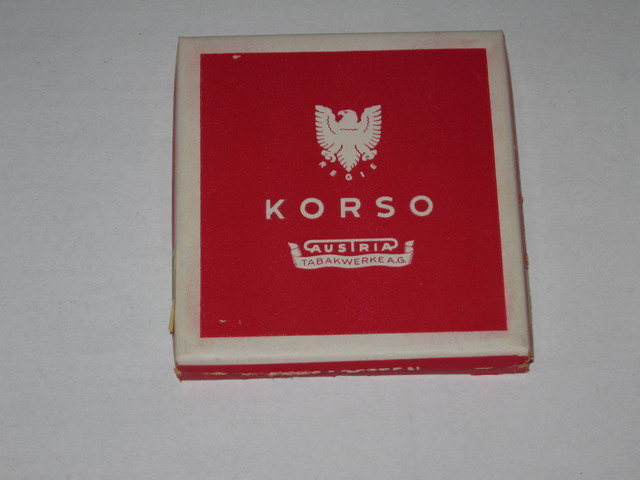 REGIE
KORSO
AUSTRIA
TABAKWERKE A.G.